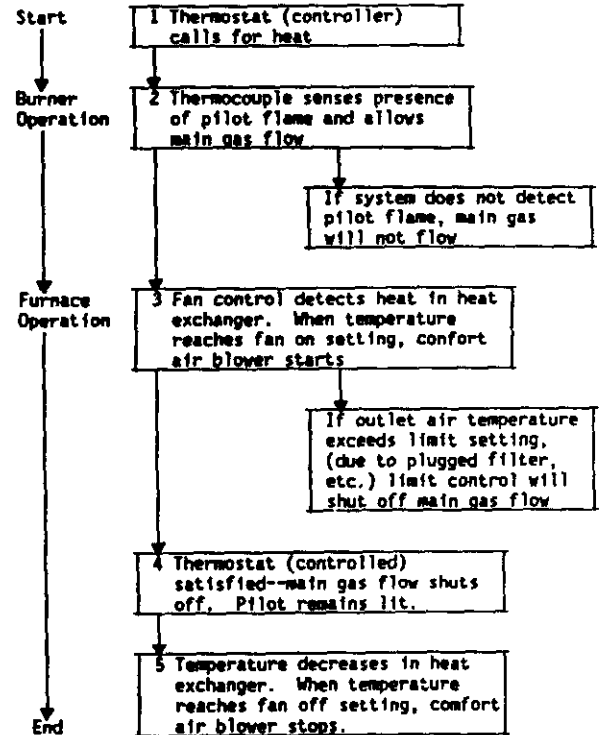 Start
1 Thermostat (controller)
calls for heat
Burner
Operation
2 Thermocouple senses presence
of pilot flame and allows
main gas flow
If system does not detect
pilot flame, main gas
will not flow
Furnace
Operation
3 Fan control detects heat in heat
exchanger. When temperature
reaches fan on setting, confort
air blower starts
If outlet air temperature
exceeds limit setting,
(due to plugged filter,
etc.) limit control will
shut off main gas flow
4 Thermostat (controlled)
satisfied--main gas flow shuts
off, Pilot remains lit.
5 Temperature decreases in heat
exchanger. When temperature
reaches fan off setting, comfort
air blower stops.
End